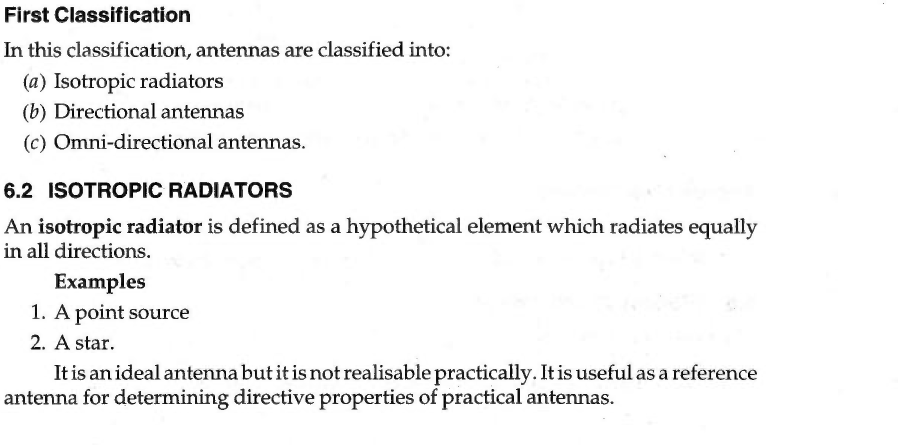 First Classification
In this classification, antennas are classified into:
(a) Isotropic radiators
(b) Directional antennas
(c) Omni-directional antennas.
6.2 ISOTROPIC RADIATORS
An isotropic radiator is defined as a hypothetical element which radiates equally
in all directions.
Examples
1. A point source
2. A star.
It is an ideal antenna but it is not realisable practically. It is useful as a reference
antenna for determining directive properties of practical antennas.